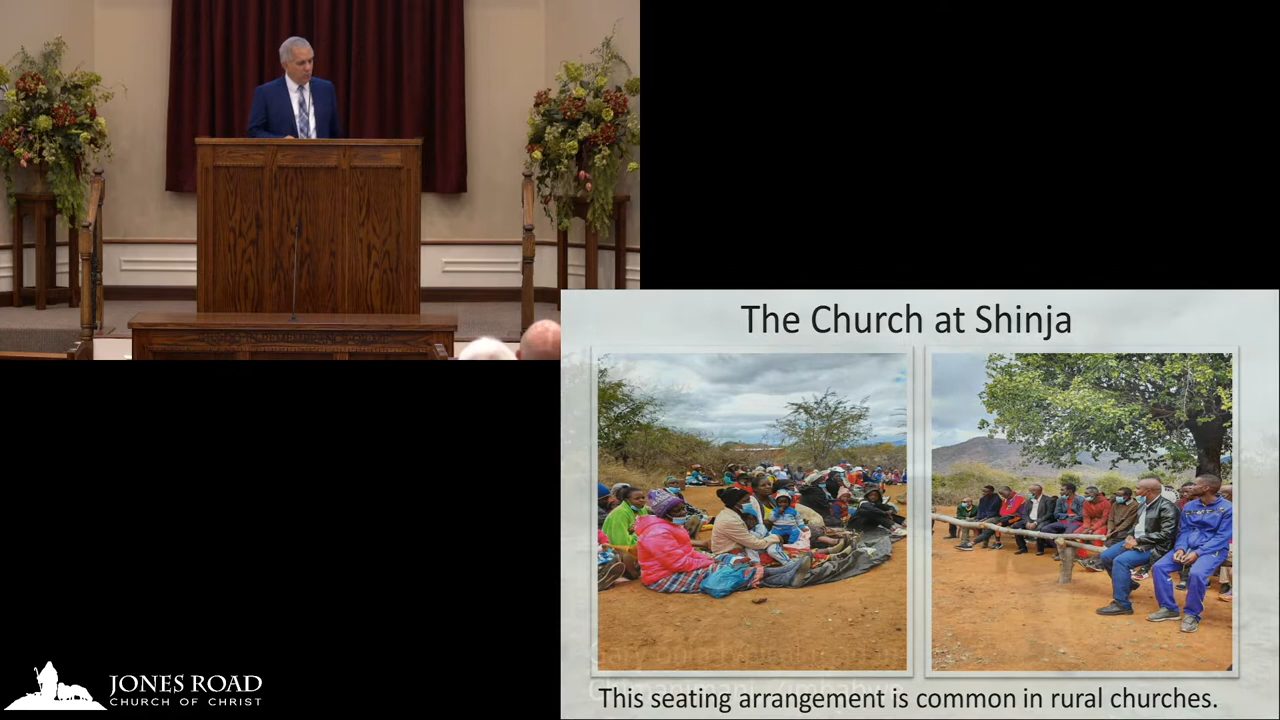 The Church at Shinja
This seating arrangement is common in rural churches.
JONES ROAD
CHURCH OF CHRIST